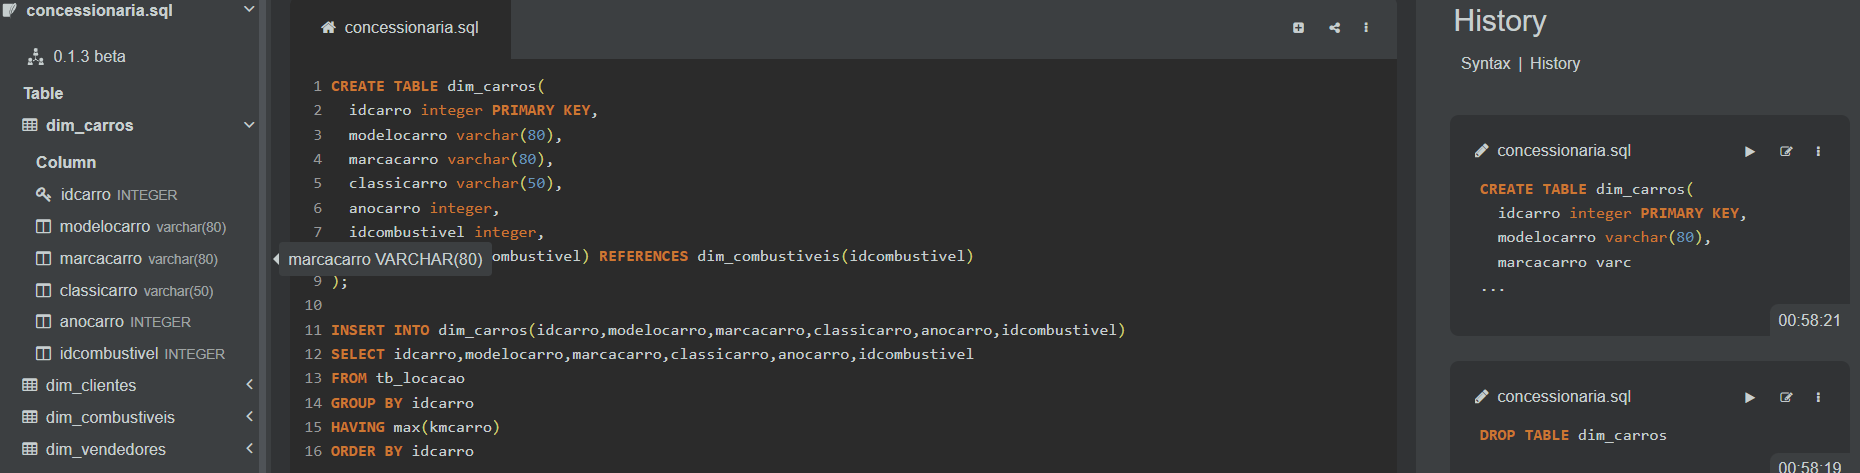 concessionaria.sql
0.1.3 beta
Table
dim_carros
Column
idcarro INTEGER
modelocarro varchar(80)
marcacarro varchar(80)
classicarro varchar(50)
anocarro INTEGER
idcombustivel INTEGER
dim_clientes
dim_combustiveis
dim_vendedores
concessionaria.sql
1 CREATE TABLE dim_carros(
2 idcarro integer PRIMARY KEY,
3 modelocarro varchar(80),
4 marcacarro varchar(80),
5 classicarro varchar(50),
6 anocarro integer,
7 idcombustivel integer,
marcacarro VARCHAR(80)
ombustivel) REFERENCES dim_combustiveis(idcombustivel)
9 );
10
11 INSERT INTO dim_carros(idcarro,modelocarro,marcacarro,classicarro,anocarro,idcombustivel)
12 SELECT idcarro,modelocarro,marcacarro,classicarro,anocarro,idcombustivel
13 FROM tb_locacao
14 GROUP BY idcarro
15 HAVING max(kmcarro)
16 ORDER BY idcarro
History
Syntax | History
concessionaria.sql
CREATE TABLE dim_carros(
idcarro integer PRIMARY KEY,
modelocarro varchar(80),
marcacarro varc
...
00:58:21
concessionaria.sql
DROP TABLE dim_carros
00:58:19